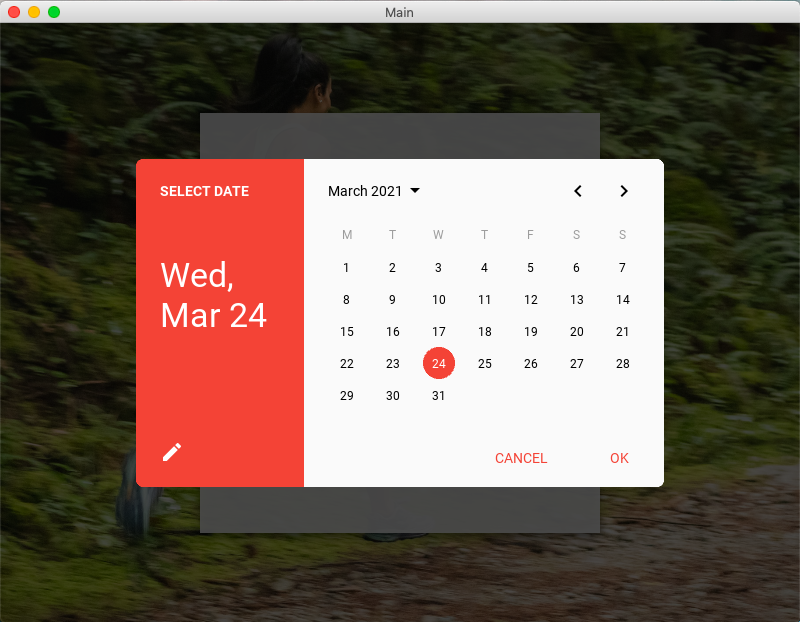 Main
SELECT DATE
Wed,
Mar 24
March 2021
M T W T F S S
1 2 3 4 5 6 7
8 9 10 11 12 13 14
15 16 17 18 19 20 21
22 23 24 25 26 27 28
29 30 31
CANCEL OK